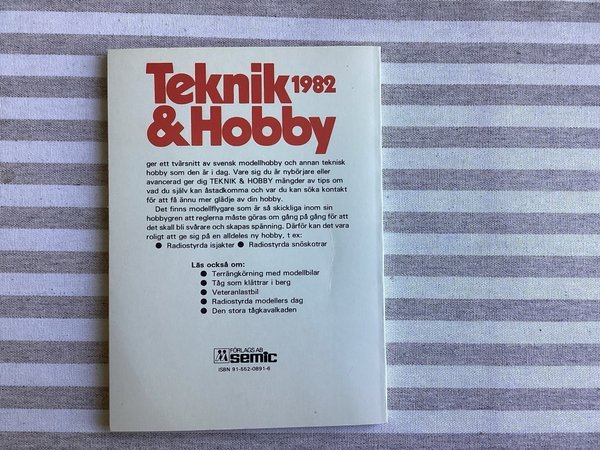 Teknik 1982
& Hobby
ger ett tvärsnitt av svensk modellhobby och annan teknisk
hobby som den är i dag. Vare sig du är nybörjare eller
avancerad ger dig TEKNIK & HOBBY mängder av tips om
vad du själv kan åstadkomma och var du kan söka kontakt
för att få ännu mer glädje av din hobby.
Det finns modellflygare som är så skickliga inom sin
hobbygren att reglerna måste göras om gång på gång för att
det skall bli svårare och skapas spänning. Därför kan det vara
roligt att ge sig på en alldeles ny hobby, t ex:
● Radiostyrda isjakter ● Radiostyrda snöskotrar
Läs också om:
● Terrängkörning med modellbilar
● Tåg som klättrar i berg
● Veteranlastbil
● Radiostyrda modellers dag
● Den stora tågkavalkaden
FÖRLAGS AB
semic
ISBN 91-552-0891-6